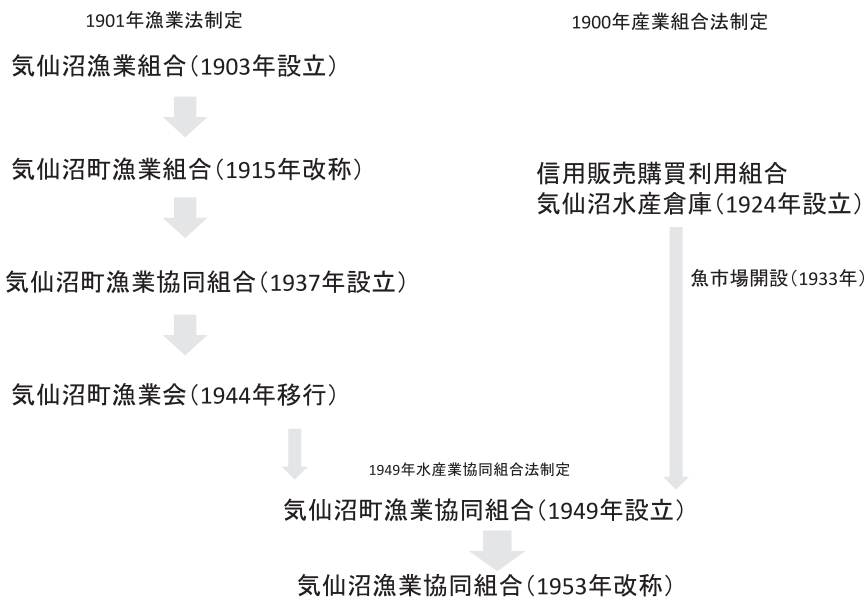 1901年漁業法制定
1900年産業組合法制定
気仙沼漁業組合（1903年設立）
気仙沼町漁業組合（1915年改称）
信用販売購買利用組合
気仙沼水産倉庫（1924年設立）
気仙沼町漁業協同組合（1937年設立）
魚市場開設（1933年）
気仙沼町漁業会（1944年移行）
1949年水産業協同組合法制定
気仙沼町漁業協同組合（1949年設立）
気仙沼漁業協同組合（1953年改称）